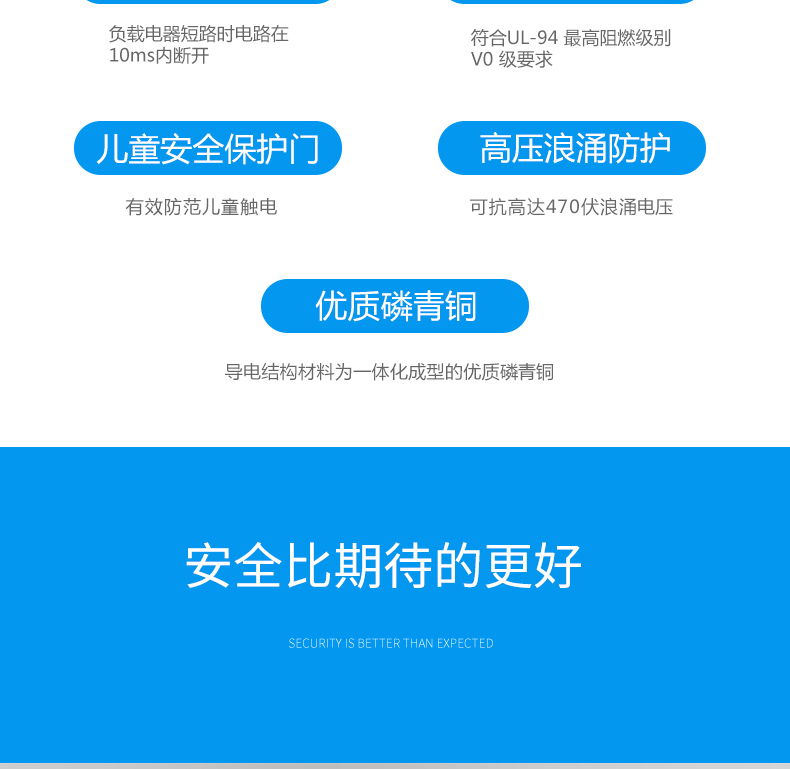 负载电器短路时电路在
10ms内断开
符合UL-94 最高阻燃级别
V0 级要求
儿童安全保护门
高压浪涌防护
有效防范儿童触电
可抗高达470伏浪涌电压
优质磷青铜
导电结构材料为一体化成型的优质磷青铜
安全比期待的更好
SECURITY IS BETTER THAN EXPECTED